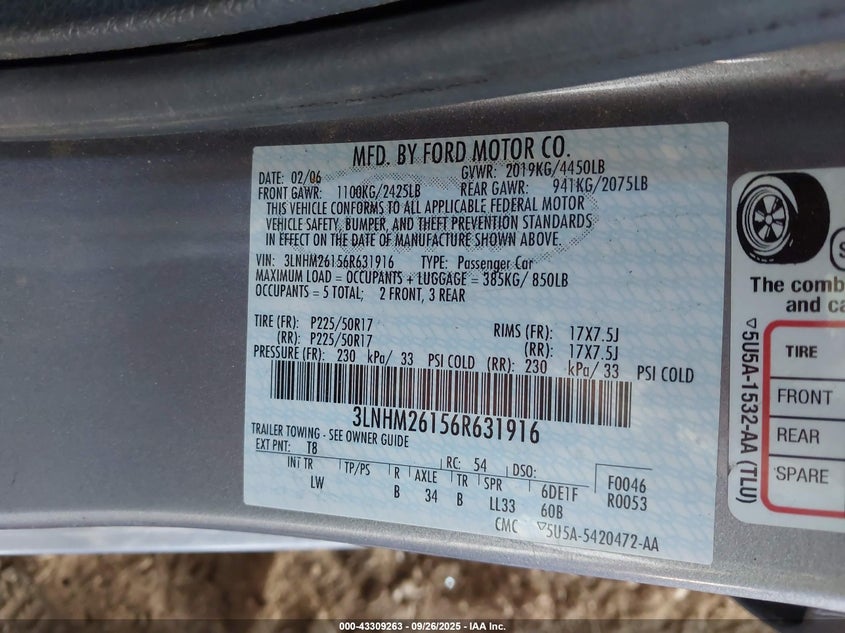 MFD. BY FORD MOTOR CO.
DATE: 02/06 GVWR: 2019KG/4450LB
FRONT GAWR: 1100KG/2425LB REAR GAWR: 941KG/2075LB
THIS VEHICLE CONFORMS TO ALL APPLICABLE FEDERAL MOTOR
VEHICLE SAFETY, BUMPER, AND THEFT PREVENTION STANDARDS
IN EFFECT ON THE DATE OF MANUFACTURE SHOWN ABOVE.
VIN: 3LNHM26156R631916 TYPE: Passenger Car
MAXIMUM LOAD = OCCUPANTS + LUGGAGE = 385KG/ 850LB
OCCUPANTS = 5 TOTAL; 2 FRONT, 3 REAR
TIRE (FR): P225/50R17 RIMS (FR): 17X7.5J
(RR): P225/50R17 (RR): 17X7.5J
PRESSURE (FR): 230 kPa/ 33 PSI COLD (RR): 230 kPa/ 33 PSI COLD
3LNHM26156R631916
TRAILER TOWING - SEE OWNER GUIDE
EXT PNT: T8 RC: 54 DSO: F0046
INT TR TP/PS R AXLE TR SPR R0053
LW B 34 B LL33 6DE1F
60B
CMC ▽5U5A-5420472-AA
The comb
and ca
TIRE
FRONT
REAR
SPARE
▽5U5A-1532-AA (TLU)
000-43309263 - 09/26/2025 - IAA Inc.